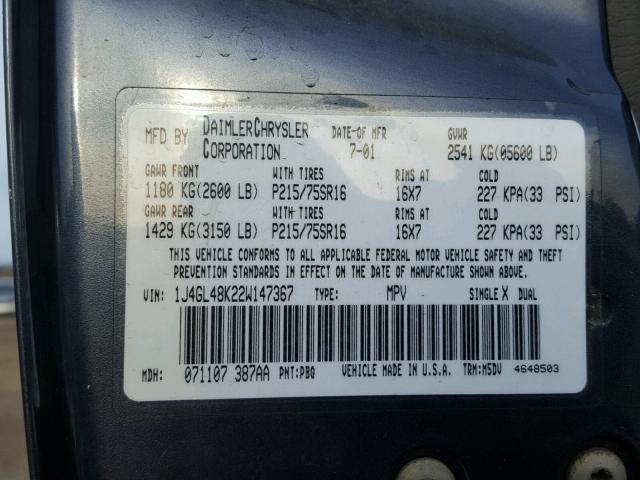 MFD BY DAIMLERCHRYSLER CORPORATION DATE-OF MFR 7-01 GVWR 2541 KG(05600 LB)
GAWR FRONT WITH TIRES RIMS AT COLD
1180 KG(2600 LB) P215/75SR16 16X7 227 KPA(33 PSI)
GAWR REAR WITH TIRES RIMS AT COLD
1429 KG(3150 LB) P215/75SR16 16X7 227 KPA(33 PSI)
THIS VEHICLE CONFORMS TO ALL APPLICABLE FEDERAL MOTOR VEHICLE SAFETY AND THEFT
PREVENTION STANDARDS IN EFFECT ON THE DATE OF MANUFACTURE SHOWN ABOVE.
VIN: 1J4GL48K22W147367 TYPE: MPV SINGLE X DUAL
MDH: 071107 387AA PNT:PBQ VEHICLE MADE IN U.S.A. TRM:M5DV 4648503